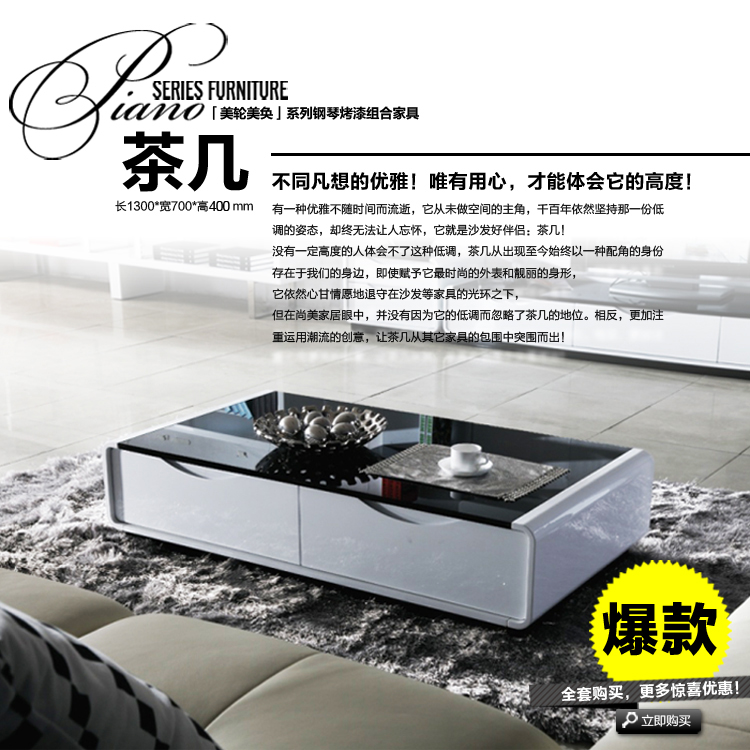 Piano
SERIES FURNITURE
「美轮美奂」系列钢琴烤漆组合家具
茶几
长1300*宽700*高400 mm
不同凡想的优雅！唯有用心，才能体会它的高度！
有一种优雅不随时间而流逝，它从未做空间的主角，千百年依然坚持那一份低
调的姿态，却终无法让人忘怀，它就是沙发好伴侣：茶几！
没有一定高度的人体会不了这种低调，茶几从出现至今始终以一种配角的身份
存在于我们的身边，即使赋予它最时尚的外表和靓丽的身形，
它依然心甘情愿地退守在沙发等家具的光环之下，
但在尚美家居眼中，并没有因为它的低调而忽略了茶几的地位。相反，更加注
重运用潮流的创意，让茶几从其它家具的包围中突围而出！
爆款
全套购买，更多惊喜优惠！
立即购买